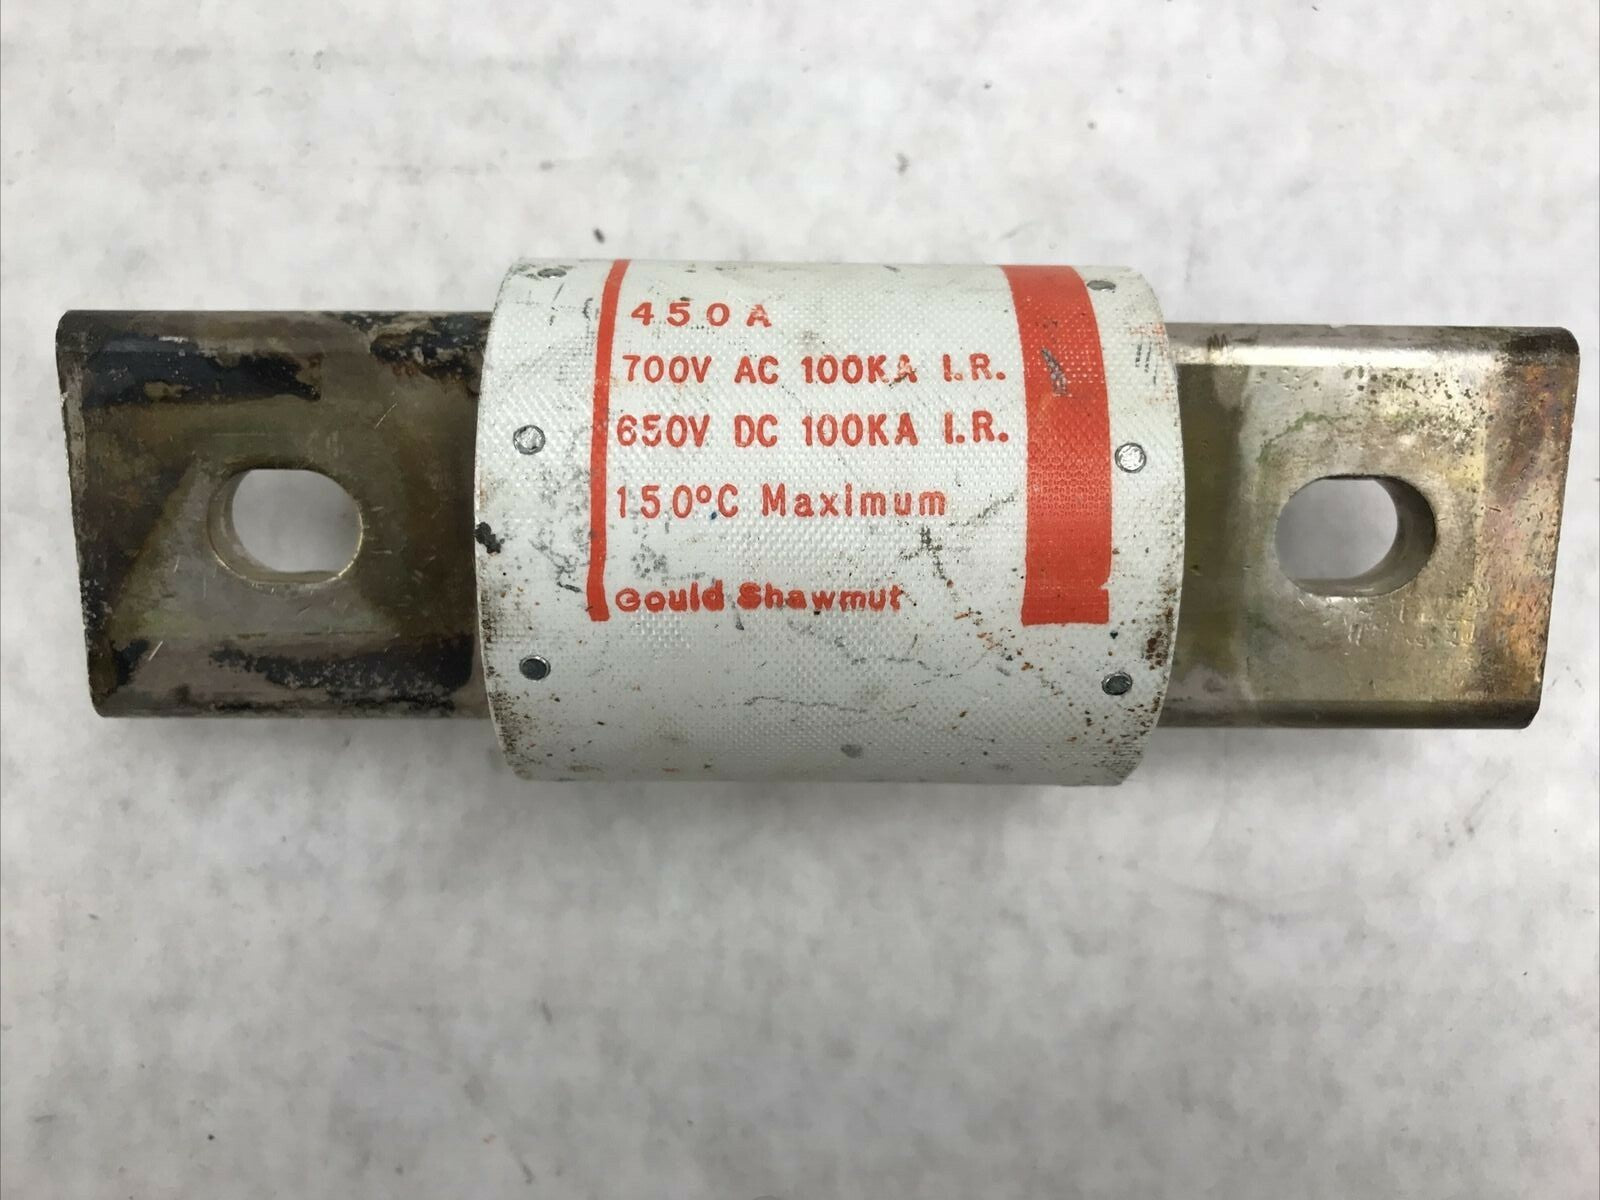 450A
700V AC 100KA I.R.
650V DC 100KA I.R.
150°C Maximum
Gould Shawmut